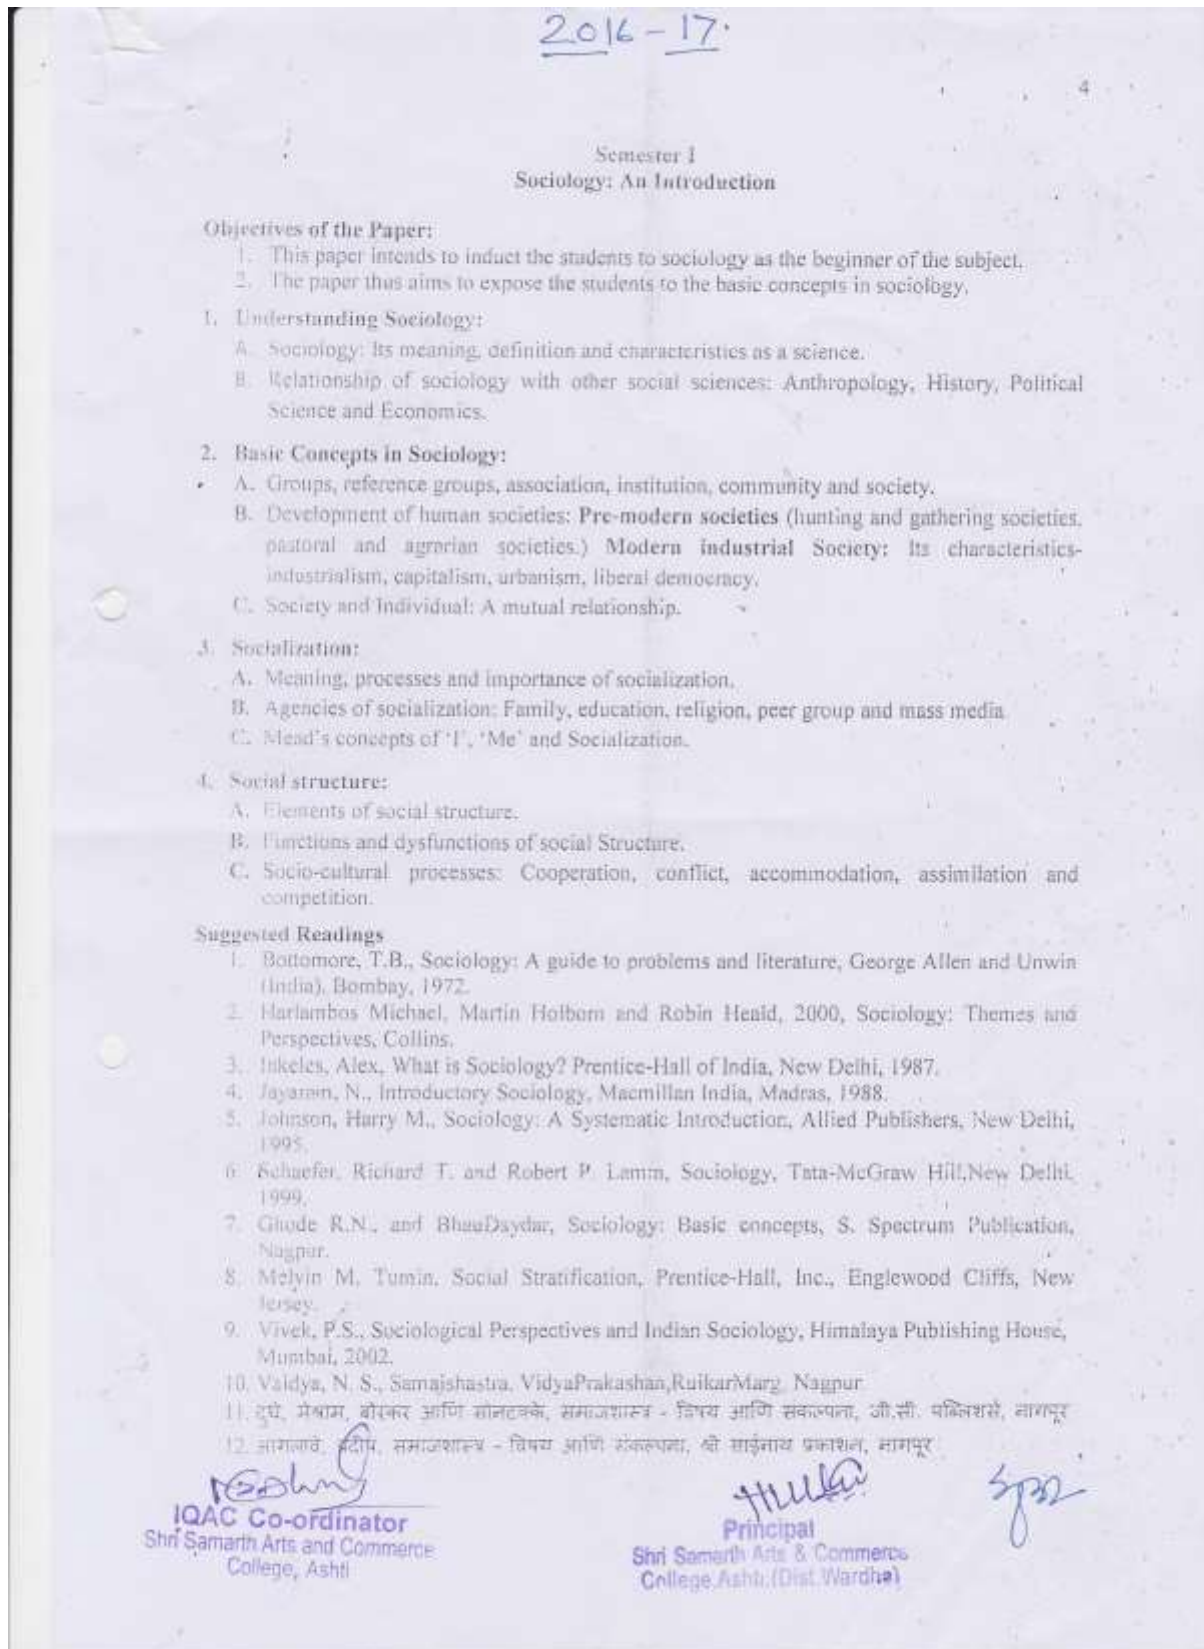 2016-17.
4
Semester I
Sociology: An Introduction
Objectives of the Paper:
1. This paper intends to induct the students to sociology as the beginner of the subject.
2. The paper thus aims to expose the students to the basic concepts in sociology.
1. Understanding Sociology:
A. Sociology: Its meaning, definition and characteristics as a science.
B. Relationship of sociology with other social sciences: Anthropology, History, Political
Science and Economics.
2. Basic Concepts in Sociology:
A. Groups, reference groups, association, institution, community and society.
B. Development of human societies: Pre-modern societies (hunting and gathering societies,
pastoral and agrarian societies.) Modern industrial Society: Its characteristics-
industrialism, capitalism, urbanism, liberal democracy.
C. Society and Individual: A mutual relationship.
3. Socialization:
A. Meaning, processes and importance of socialization.
B. Agencies of socialization: Family, education, religion, peer group and mass media
C. Mead's concepts of 'I', 'Me' and Socialization.
4. Social structure:
A. Elements of social structure.
B. Functions and dysfunctions of social Structure.
C. Socio-cultural processes: Cooperation, conflict, accommodation, assimilation and
competition.
Suggested Readings
1. Bottomore, T.B., Sociology: A guide to problems and literature, George Allen and Unwin
(India), Bombay, 1972.
2. Harlambos Michael, Martin Holborn and Robin Heald, 2000, Sociology: Themes and
Perspectives, Collins.
3. Inkeles, Alex, What is Sociology? Prentice-Hall of India, New Delhi, 1987.
4. Jayaram, N., Introductory Sociology, Macmillan India, Madras, 1988.
5. Johnson, Harry M., Sociology: A Systematic Introduction, Allied Publishers, New Delhi,
1995.
6. Schaefer, Richard T. and Robert P. Lamm, Sociology, Tata-McGraw Hill,New Delhi,
1999.
7. Ghode R.N., and BhauDaydar, Sociology: Basic concepts, S. Spectrum Publication,
Nagpur.
8. Melvin M. Tumin, Social Stratification, Prentice-Hall, Inc., Englewood Cliffs, New
Jersey.
9. Vivek, P.S., Sociological Perspectives and Indian Sociology, Himalaya Publishing House,
Mumbai, 2002.
10. Vaidya, N. S., Samajshastra, VidyaPrakashan,RuikarMarg, Nagpur
11. दुधे, मेश्राम, बोरकर आणि सोनटक्के, समाजशास्त्र - विषय आणि संकल्पना, जी.सी. पब्लिशर्स, नागपूर
12. आगलावे, प्रदीप, समाजशास्त्र - विषय आणि संकल्पना, श्री साईनाथ प्रकाशन, नागपूर
IQAC Co-ordinator
Shri Samarth Arts and Commerce
College, Ashti
Principal
Shri Samarth Arts & Commerce
College Ashti,(Dist.Wardha)